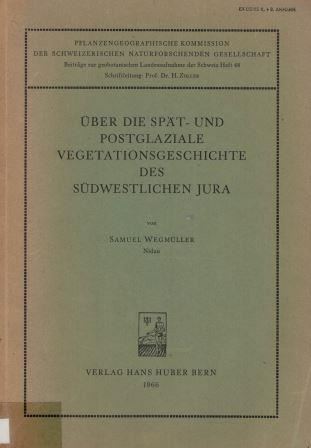 PFLANZENGEOGRAPHISCHE KOMMISSION
DER SCHWEIZERISCHEN NATURFORSCHENDEN GESELLSCHAFT
Beiträge zur geobotanischen Landesaufnahme der Schweiz Heft 48
Schriftleitung: Prof. Dr. H. ZOLLER
ÜBER DIE SPÄT- UND
POSTGLAZIALE
VEGETATIONSGESCHICHTE
DES
SÜDWESTLICHEN JURA
von
SAMUEL WEGMÜLLER
Nidau
VERLAG HANS HUBER BERN
1966